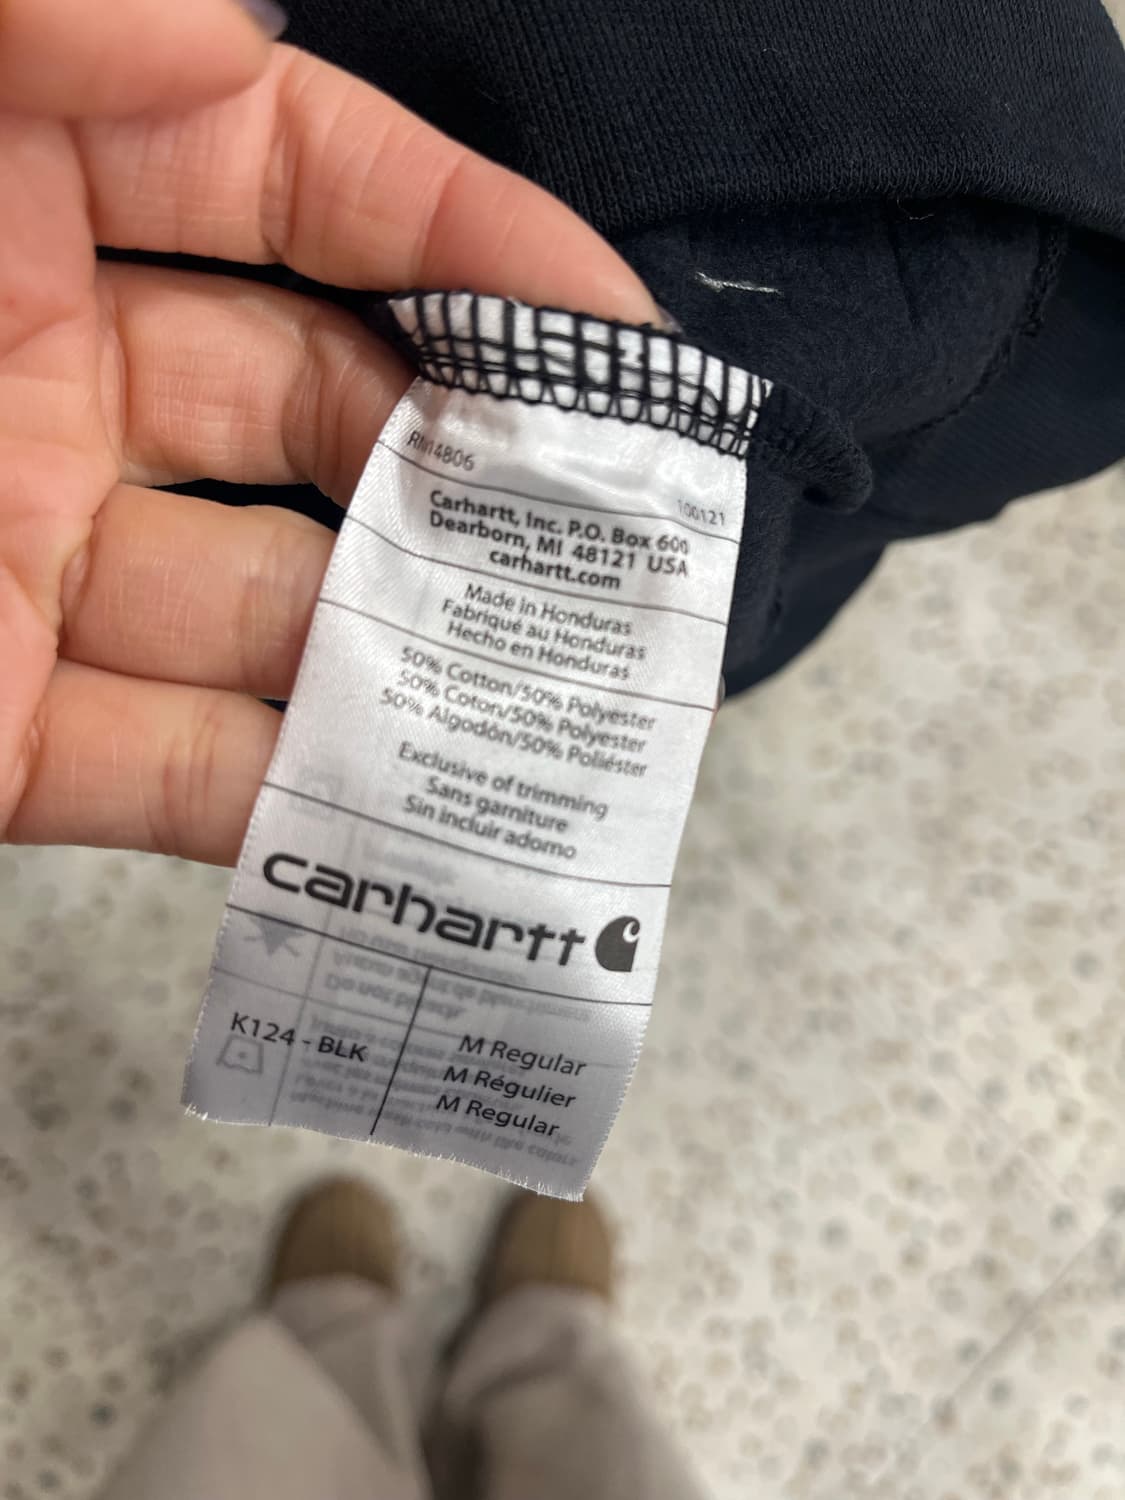 RN14806
100121
Carhartt, Inc. P.O. Box 600
Dearborn, MI 48121 USA
carhartt.com
Made in Honduras
Fabriqué au Honduras
Hecho en Honduras
50% Cotton/50% Polyester
50% Coton/50% Polyester
50% Algodón/50% Poliéster
Exclusive of trimming
Sans garniture
Sin incluir adorno
carhartt
K124 - BLK
M Regular
M Régulier
M Regular